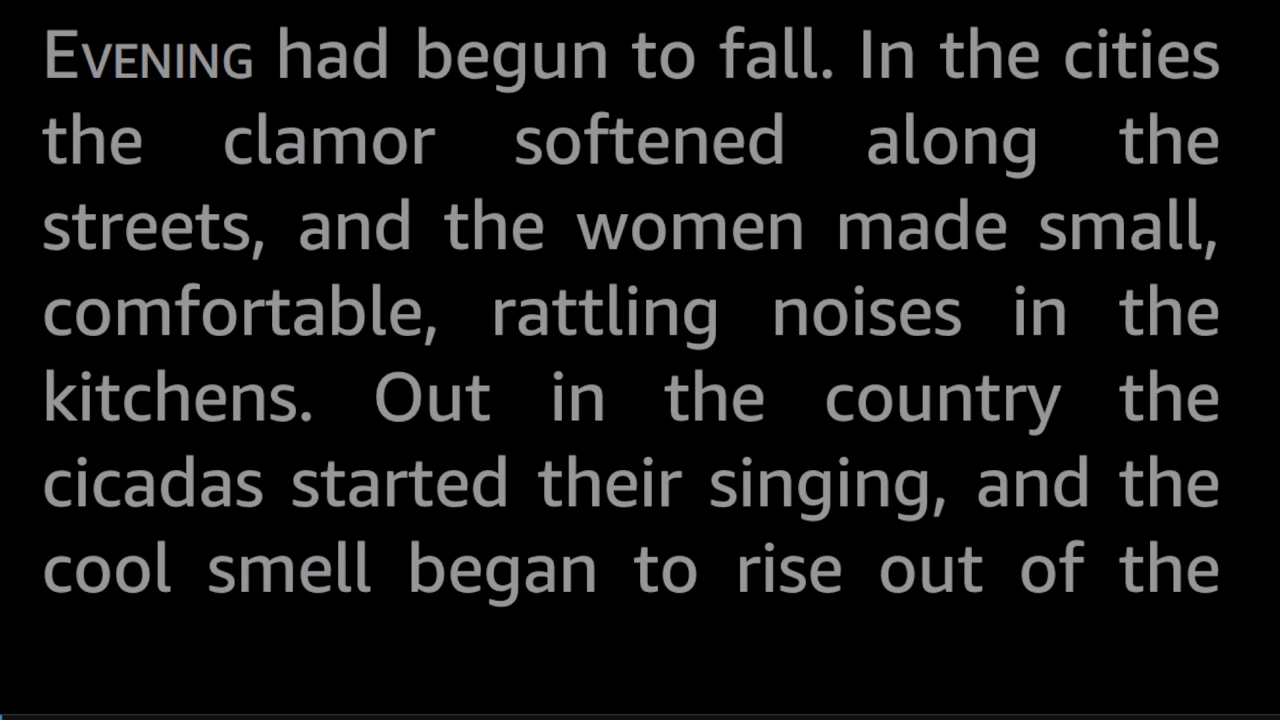 Evening had begun to fall. In the cities
the clamor softened along the
streets, and the women made small,
comfortable, rattling noises in the
kitchens. Out in the country the
cicadas started their singing, and the
cool smell began to rise out of the